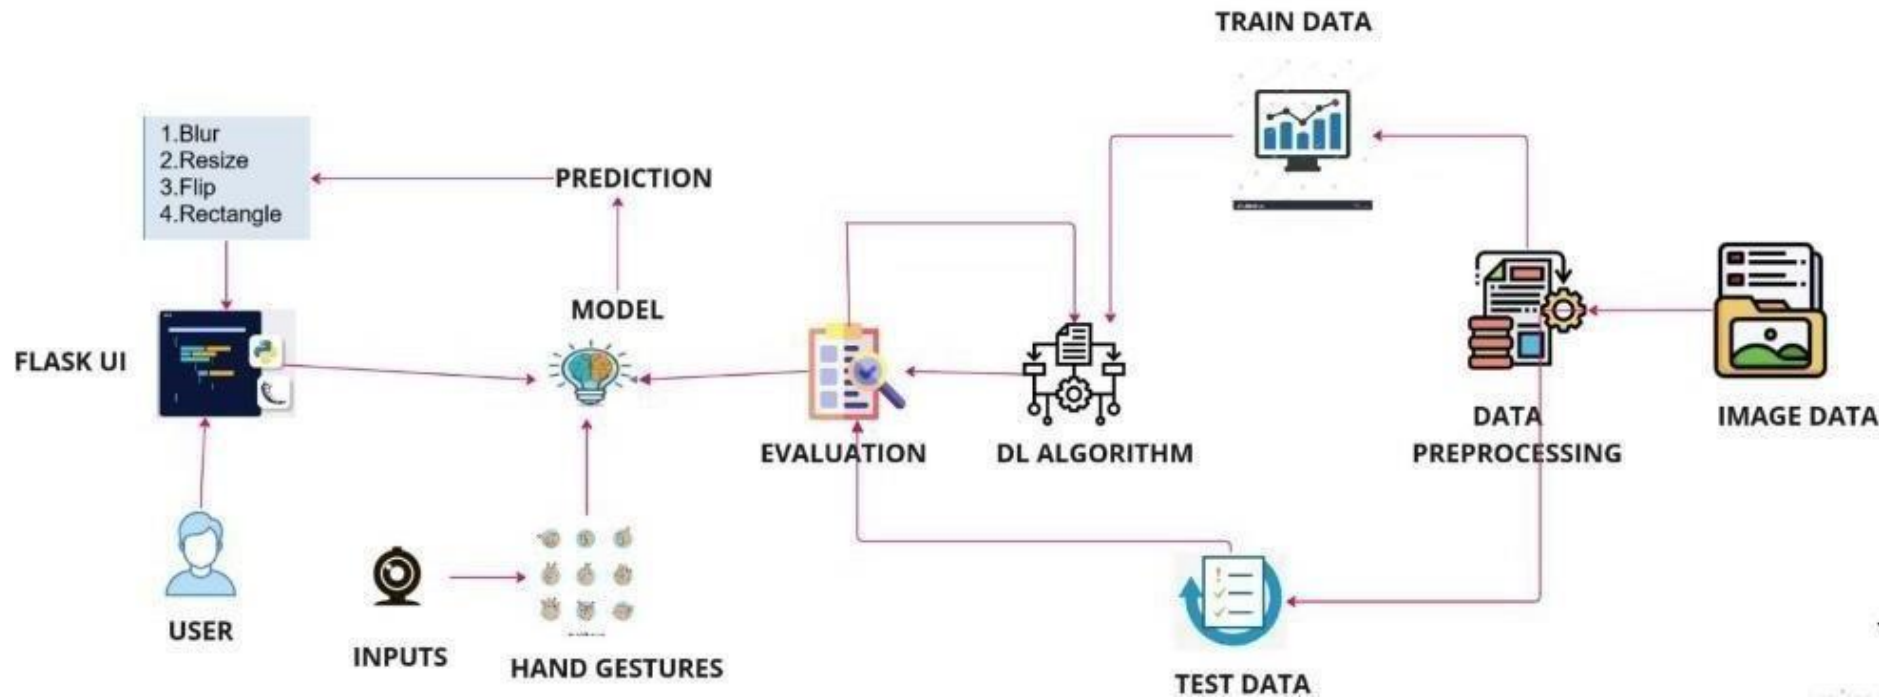 TRAIN DATA
1.Blur
2.Resize
3.Flip
4.Rectangle
PREDICTION
MODEL
FLASK UI
EVALUATION
DL ALGORITHM
DATA
PREPROCESSING
IMAGE DATA
USER
INPUTS
HAND GESTURES
TEST DATA